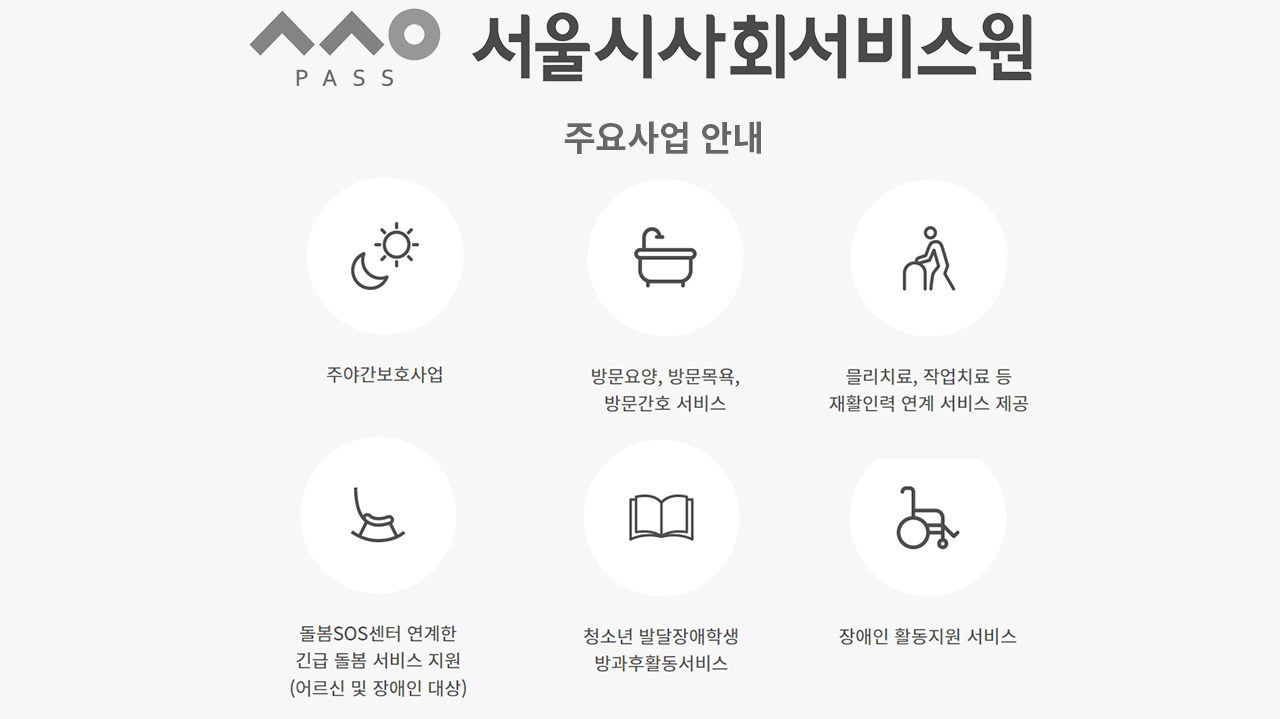 서울시사회서비스원
PASS
주요사업 안내
주야간보호사업
방문요양, 방문목욕,
방문간호 서비스
믈리치료, 작업치료 등
재활인력 연계 서비스 제공
돌봄SOS센터 연계한
긴급 돌봄 서비스 지원
(어르신 및 장애인 대상)
청소년 발달장애학생
방과후활동서비스
장애인 활동지원 서비스